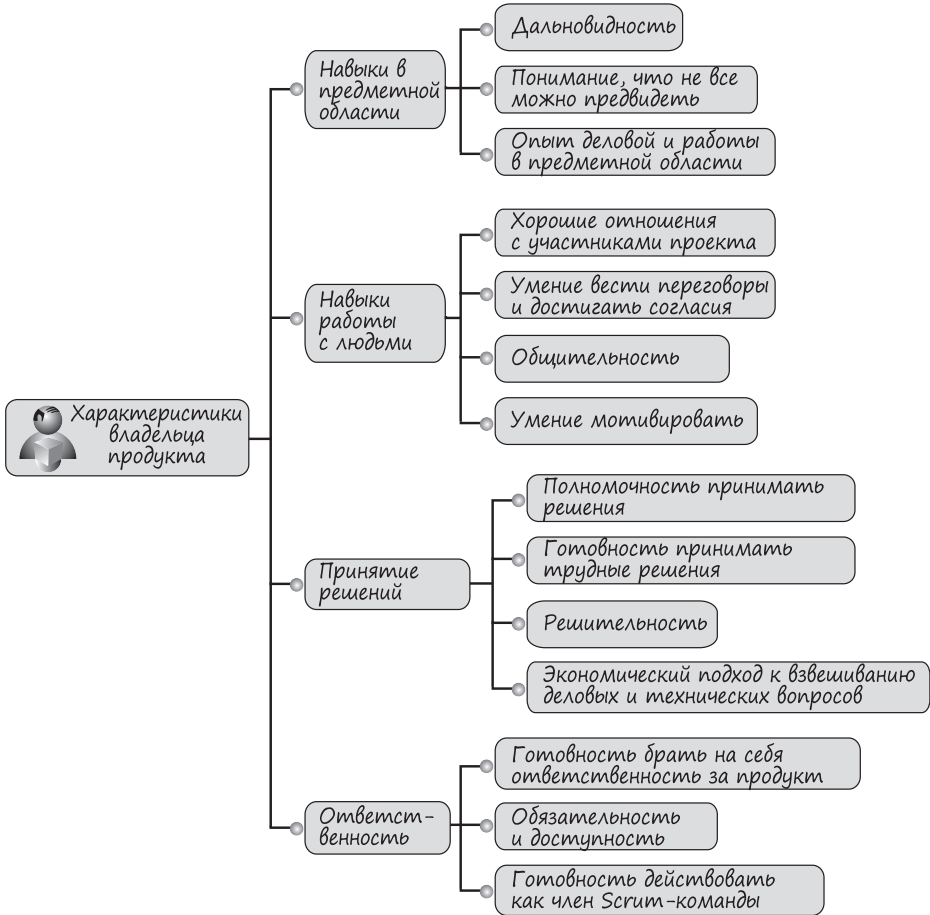 Характеристики
владельца
продукта
Навыки в
предметной
области
Дальновидность
Понимание, что не все
можно предвидеть
Опыт деловой и работы
в предметной области
Навыки
работы
с людьми
Хорошие отношения
с участниками проекта
Умение вести переговоры
и достигать согласия
Общительность
Умение мотивировать
Принятие
решений
Полномочность принимать
решения
Готовность принимать
трудные решения
Решительность
Экономический подход к взвешиванию
деловых и технических вопросов
Ответст-
венность
Готовность брать на себя
ответственность за продукт
Обязательность
и доступность
Готовность действовать
как член Scrum-команды